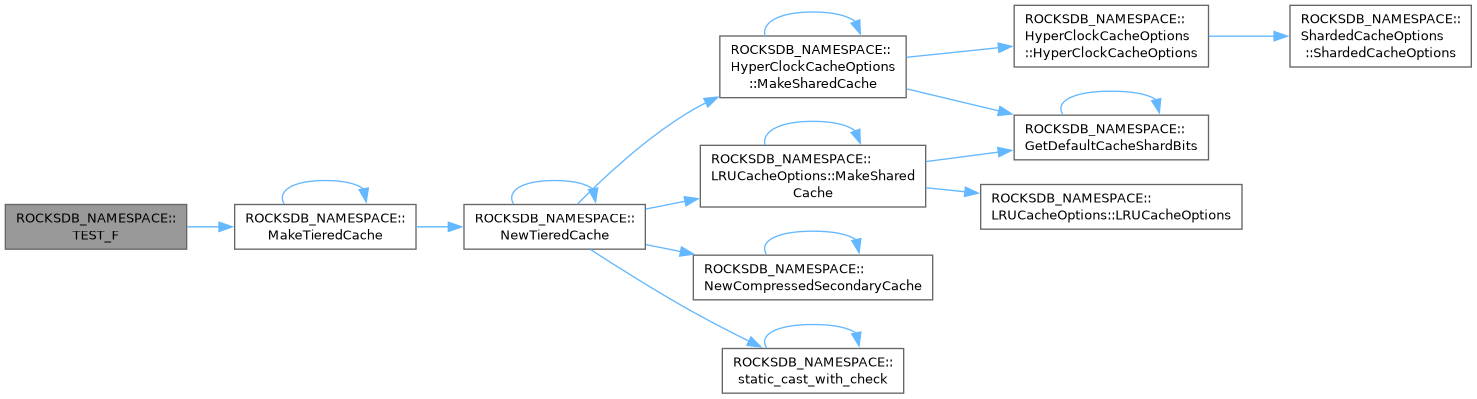 ROCKSDB_NAMESPACE::
TEST_F
ROCKSDB_NAMESPACE::
MakeTieredCache
ROCKSDB_NAMESPACE::
NewTieredCache
ROCKSDB_NAMESPACE::
HyperClockCacheOptions
::MakeSharedCache
ROCKSDB_NAMESPACE::
LRUCacheOptions::MakeShared
Cache
ROCKSDB_NAMESPACE::
NewCompressedSecondaryCache
ROCKSDB_NAMESPACE::
static_cast_with_check
ROCKSDB_NAMESPACE::
HyperClockCacheOptions
::HyperClockCacheOptions
ROCKSDB_NAMESPACE::
GetDefaultCacheShardBits
ROCKSDB_NAMESPACE::
LRUCacheOptions::LRUCacheOptions
ROCKSDB_NAMESPACE::
ShardedCacheOptions
::ShardedCacheOptions